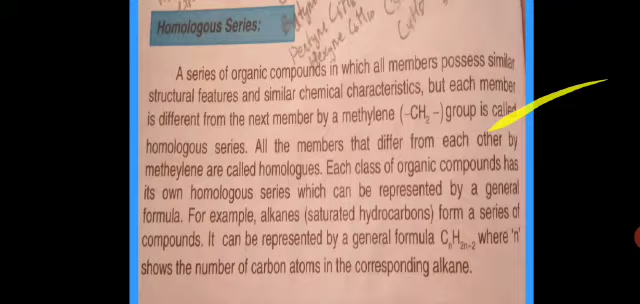 Homologous Series:
Pentyne C5H8
Hexyne C6H10
A series of organic compounds in which all members possess similar
structural features and similar chemical characteristics, but each member
is different from the next member by a methylene (-CH2-) group is called
homologous series. All the members that differ from each other by
metheylene are called homologues. Each class of organic compounds has
its own homologous series which can be represented by a general
formula. For example, alkanes (saturated hydrocarbons) form a series of
compounds. It can be represented by a general formula CnH2n-2 where 'n'
shows the number of carbon atoms in the corresponding alkane.